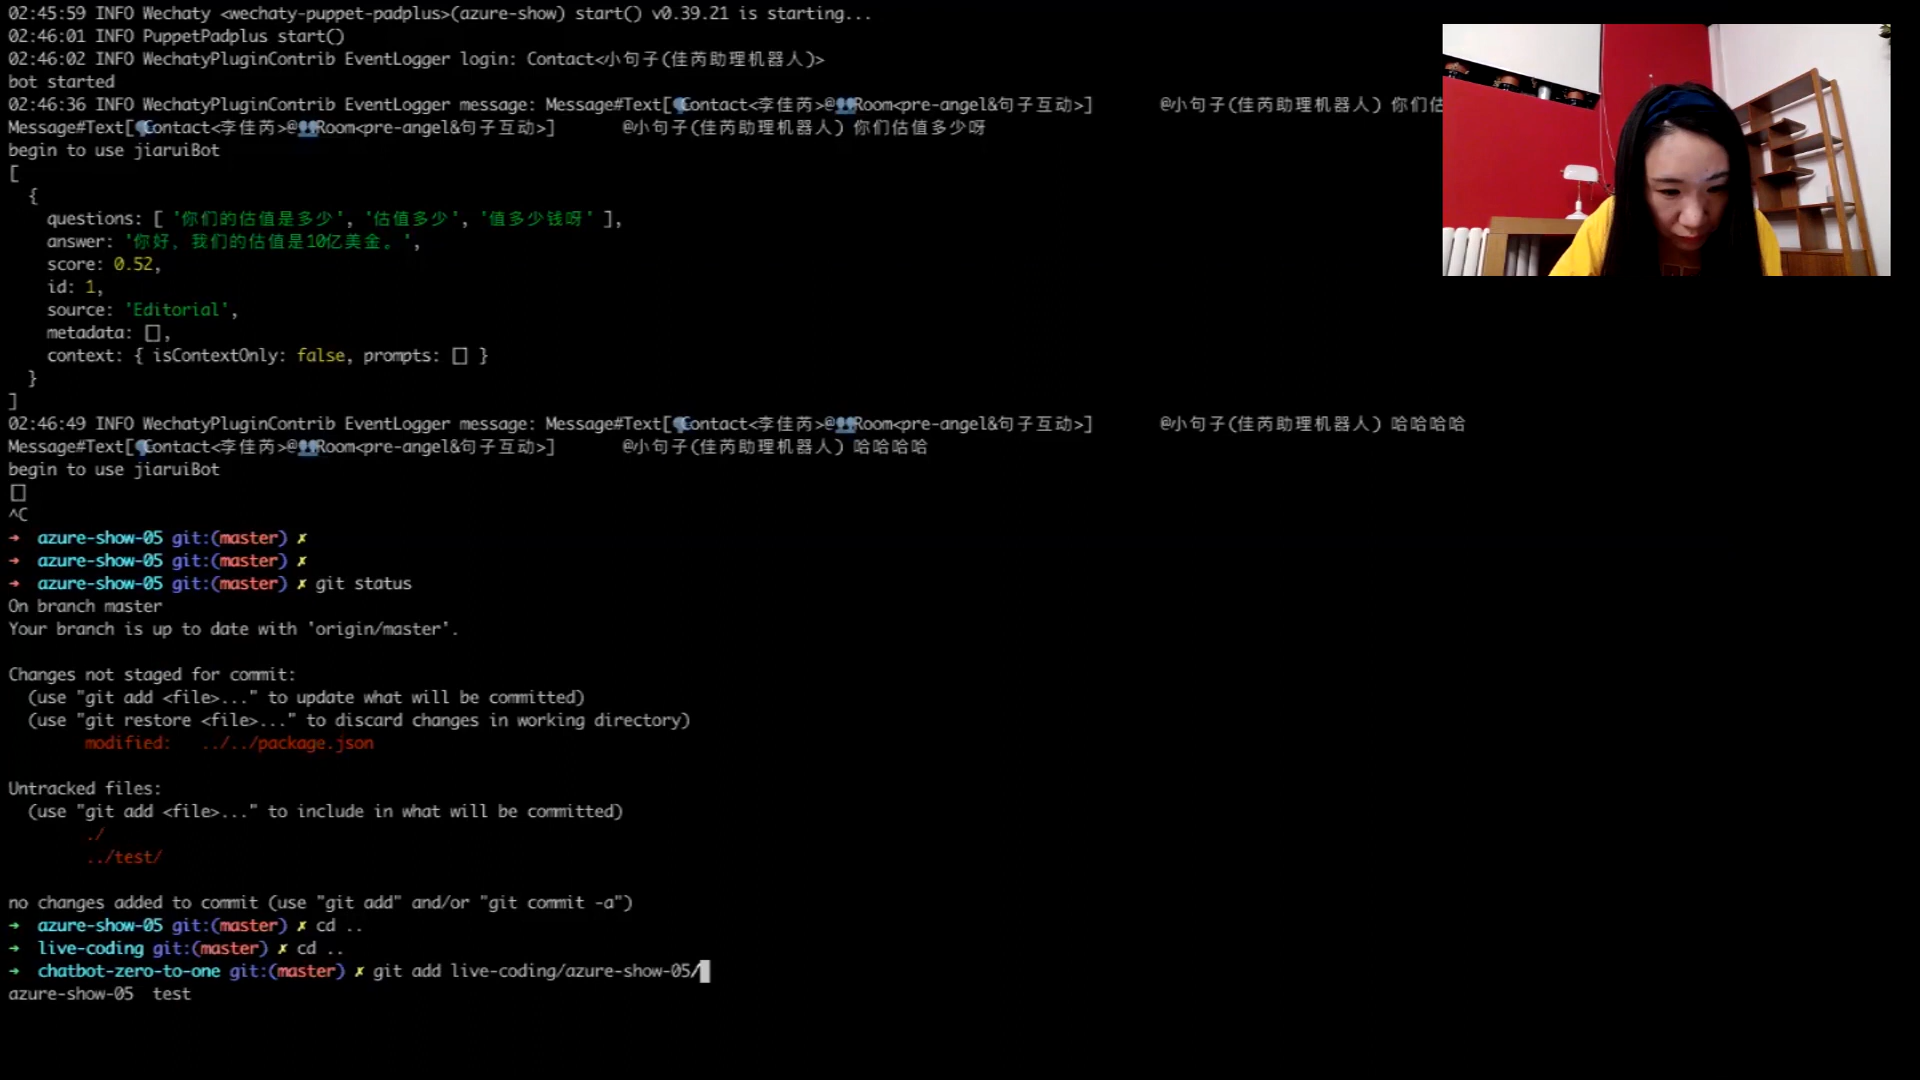 02:45:59 INFO Wechaty <wechaty-puppet-padplus>(azure-show) start() v0.39.21 is starting...
02:46:01 INFO PuppetPadplus start()
02:46:02 INFO WechatyPluginContrib EventLogger login: Contact<小句子(佳芮助理机器人)>
bot started
02:46:36 INFO WechatyPluginContrib EventLogger message: Message#Text[🗣Contact<李佳芮>@👥Room<pre-angel&句子互动>] @小句子(佳芮助理机器人) 你们估
Message#Text[🗣Contact<李佳芮>@👥Room<pre-angel&句子互动>] @小句子(佳芮助理机器人) 你们估值多少呀
begin to use jiaruiBot
[
{
questions: [ '你们的估值是多少', '估值多少', '值多少钱呀' ],
answer: '你好，我们的估值是10亿美金。',
score: 0.52,
id: 1,
source: 'Editorial',
metadata: [],
context: { isContextOnly: false, prompts: [] }
}
]
02:46:49 INFO WechatyPluginContrib EventLogger message: Message#Text[🗣Contact<李佳芮>@👥Room<pre-angel&句子互动>] @小句子(佳芮助理机器人) 哈哈哈哈
Message#Text[🗣Contact<李佳芮>@👥Room<pre-angel&句子互动>] @小句子(佳芮助理机器人) 哈哈哈哈
begin to use jiaruiBot
[]
^C
➜ azure-show-05 git:(master) ✗
➜ azure-show-05 git:(master) ✗
➜ azure-show-05 git:(master) ✗ git status
On branch master
Your branch is up to date with 'origin/master'.
Changes not staged for commit:
(use "git add <file>..." to update what will be committed)
(use "git restore <file>..." to discard changes in working directory)
modified: ../../package.json
Untracked files:
(use "git add <file>..." to include in what will be committed)
./
../test/
no changes added to commit (use "git add" and/or "git commit -a")
➜ azure-show-05 git:(master) ✗ cd ..
➜ live-coding git:(master) ✗ cd ..
➜ chatbot-zero-to-one git:(master) ✗ git add live-coding/azure-show-05/
azure-show-05 test